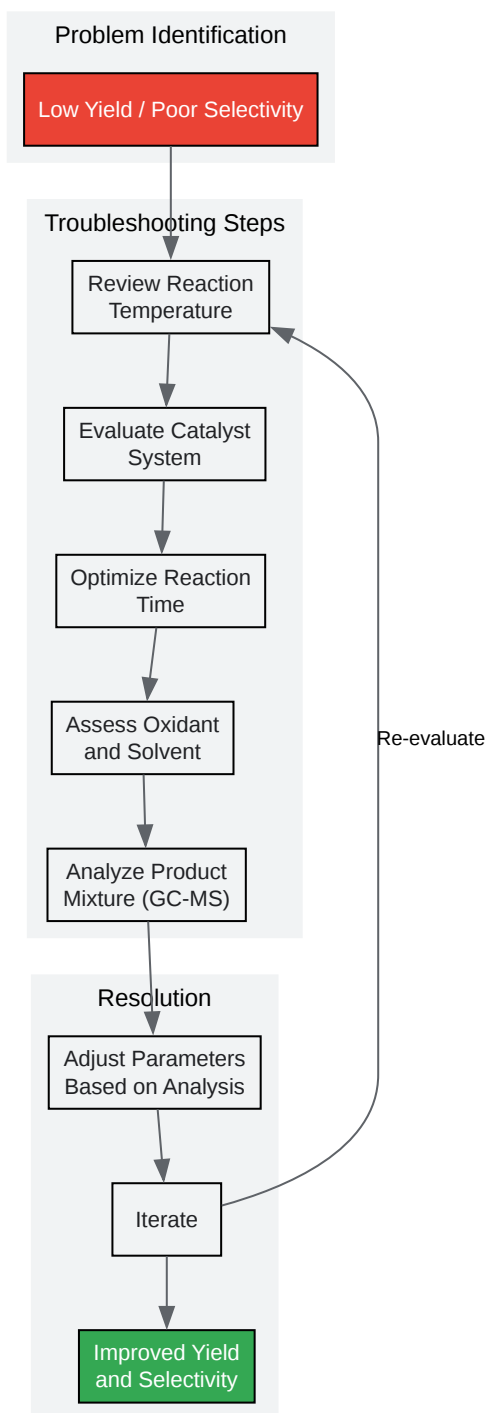 Problem Identification
Low Yield / Poor Selectivity
Troubleshooting Steps
Review Reaction
Temperature
Evaluate Catalyst
System
Optimize Reaction
Time
Assess Oxidant
and Solvent
Re-evaluate
Analyze Product
Mixture (GC-MS)
Resolution
Adjust Parameters
Based on Analysis
Iterate
Improved Yield
and Selectivity